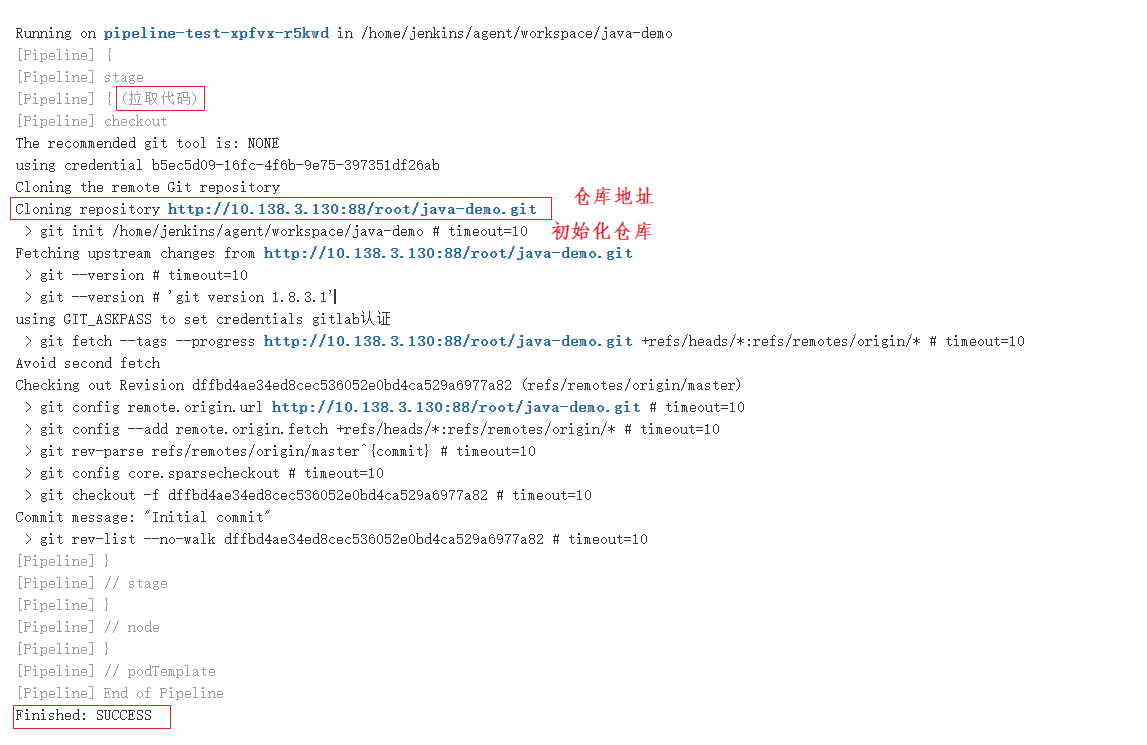 Running on pipeline-test-xpfvx-r5kwd in /home/jenkins/agent/workspace/java-demo
[Pipeline] {
[Pipeline] stage
[Pipeline] { (拉取代码)
[Pipeline] checkout
The recommended git tool is: NONE
using credential b5ec5d09-16fc-4f6b-9e75-397351df26ab
Cloning the remote Git repository
仓库地址
Cloning repository http://10.138.3.130:88/root/java-demo.git
> git init /home/jenkins/agent/workspace/java-demo # timeout=10 初始化仓库
Fetching upstream changes from http://10.138.3.130:88/root/java-demo.git
> git --version # timeout=10
> git --version # 'git version 1.8.3.1'
using GIT_ASKPASS to set credentials gitlab认证
> git fetch --tags --progress http://10.138.3.130:88/root/java-demo.git +refs/heads/*:refs/remotes/origin/* # timeout=10
Avoid second fetch
Checking out Revision dffbd4ae34ed8cec536052e0bd4ca529a6977a82 (refs/remotes/origin/master)
> git config remote.origin.url http://10.138.3.130:88/root/java-demo.git # timeout=10
> git config --add remote.origin.fetch +refs/heads/*:refs/remotes/origin/* # timeout=10
> git rev-parse refs/remotes/origin/master^{commit} # timeout=10
> git config core.sparsecheckout # timeout=10
> git checkout -f dffbd4ae34ed8cec536052e0bd4ca529a6977a82 # timeout=10
Commit message: "Initial commit"
> git rev-list --no-walk dffbd4ae34ed8cec536052e0bd4ca529a6977a82 # timeout=10
[Pipeline] }
[Pipeline] // stage
[Pipeline] }
[Pipeline] // node
[Pipeline] }
[Pipeline] // podTemplate
[Pipeline] End of Pipeline
Finished: SUCCESS